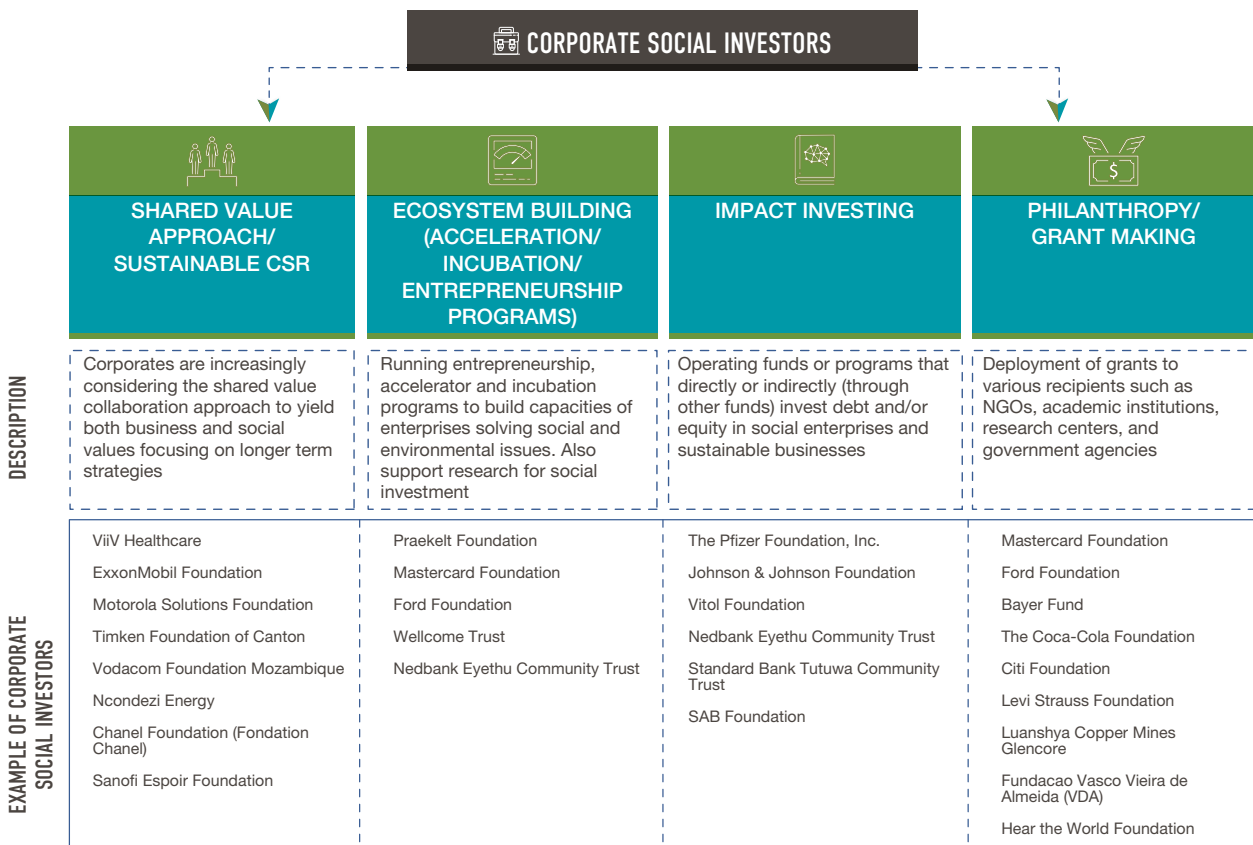 CORPORATE SOCIAL INVESTORS
SHARED VALUE
APPROACH/
SUSTAINABLE CSR
ECOSYSTEM BUILDING
(ACCELERATION/
INCUBATION/
ENTREPRENEURSHIP
PROGRAMS)
IMPACT INVESTING
PHILANTHROPY/
GRANT MAKING
DESCRIPTION
Corporates are increasingly
considering the shared value
collaboration approach to yield
both business and social
values focusing on longer term
strategies
Running entrepreneurship,
accelerator and incubation
programs to build capacities of
enterprises solving social and
environmental issues. Also
support research for social
investment
Operating funds or programs that
directly or indirectly (through
other funds) invest debt and/or
equity in social enterprises and
sustainable businesses
Deployment of grants to
various recipients such as
NGOs, academic institutions,
research centers, and
government agencies
EXAMPLE OF CORPORATE
SOCIAL INVESTORS
ViiV Healthcare
ExxonMobil Foundation
Motorola Solutions Foundation
Timken Foundation of Canton
Vodacom Foundation Mozambique
Ncondezi Energy
Chanel Foundation (Fondation
Chanel)
Sanofi Espoir Foundation
Praekelt Foundation
Mastercard Foundation
Ford Foundation
Wellcome Trust
Nedbank Eyethu Community Trust
The Pfizer Foundation, Inc.
Johnson & Johnson Foundation
Vitol Foundation
Nedbank Eyethu Community Trust
Standard Bank Tutuwa Community
Trust
SAB Foundation
Mastercard Foundation
Ford Foundation
Bayer Fund
The Coca-Cola Foundation
Citi Foundation
Levi Strauss Foundation
Luanshya Copper Mines
Glencore
Fundacao Vasco Vieira de
Almeida (VDA)
Hear the World Foundation